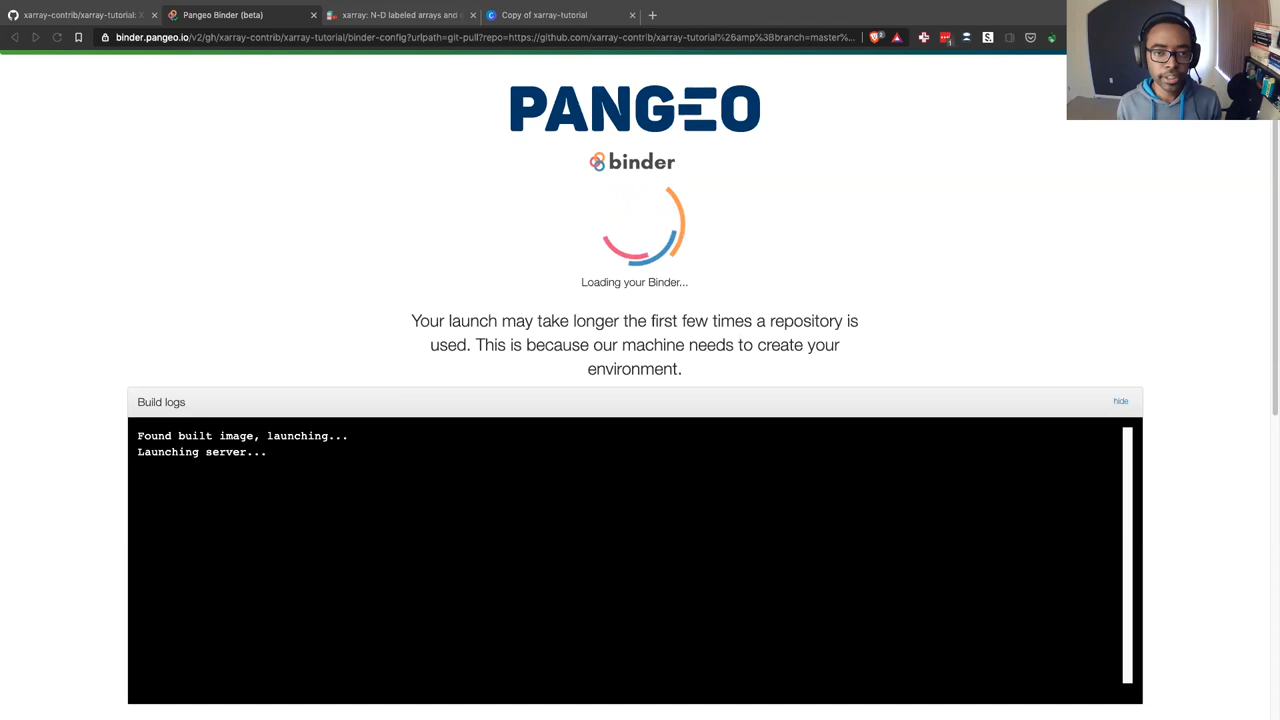 xarray-contrib/xarray-tutorial: X
Pangeo Binder (beta)
xarray: N-D labeled arrays and
Copy of xarray-tutorial
binder.pangeo.io/v2/gh/xarray-contrib/xarray-tutorial/binder-config?urlpath=git-pull?repo=https://github.com/xarray-contrib/xarray-tutorial%26amp%3Bbranch=master%...
PANGEO
binder
Loading your Binder...
Your launch may take longer the first few times a repository is
used. This is because our machine needs to create your
environment.
Build logs
hide
Found built image, launching...
Launching server...